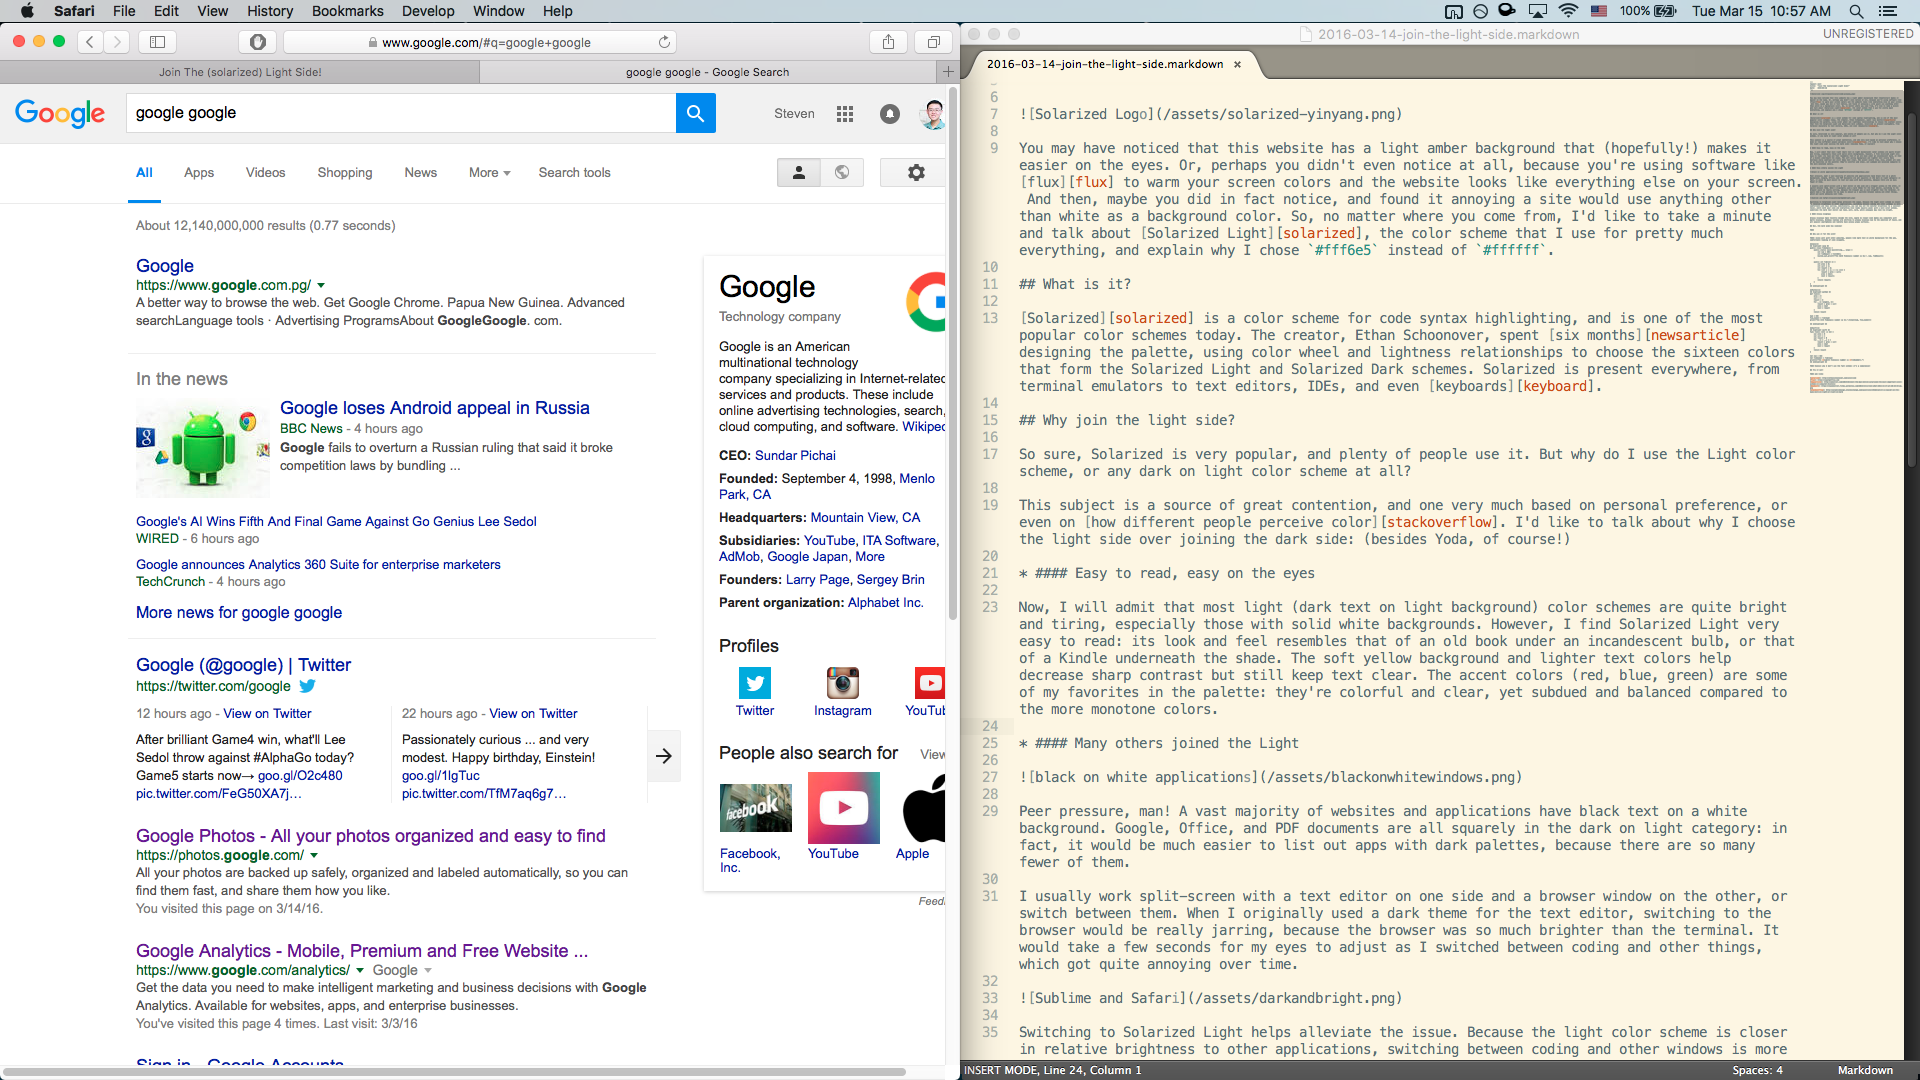 Safari File Edit View History Bookmarks Develop Window Help
100% Tue Mar 15 10:57 AM
www.google.com/#q=google+google
Join The (solarized) Light Side!
google google - Google Search
Google
google google
Steven
All Apps Videos Shopping News More Search tools
About 12,140,000,000 results (0.77 seconds)
Google
https://www.google.com.pg/
A better way to browse the web. Get Google Chrome. Papua New Guinea. Advanced
searchLanguage tools · Advertising ProgramsAbout GoogleGoogle. com.
In the news
Google loses Android appeal in Russia
BBC News - 4 hours ago
Google fails to overturn a Russian ruling that said it broke
competition laws by bundling ...
Google's AI Wins Fifth And Final Game Against Go Genius Lee Sedol
WIRED - 6 hours ago
Google announces Analytics 360 Suite for enterprise marketers
TechCrunch - 4 hours ago
More news for google google
Google (@google) | Twitter
https://twitter.com/google
12 hours ago - View on Twitter
After brilliant Game4 win, what'll Lee
Sedol throw against #AlphaGo today?
Game5 starts now→ goo.gl/O2c480
pic.twitter.com/FeG50XA7j…
22 hours ago - View on Twitter
Passionately curious ... and very
modest. Happy birthday, Einstein!
goo.gl/1lgTuc
pic.twitter.com/TfM7aq6g7…
Google Photos - All your photos organized and easy to find
https://photos.google.com/
All your photos are backed up safely, organized and labeled automatically, so you can
find them fast, and share them how you like.
You visited this page on 3/14/16.
Google Analytics - Mobile, Premium and Free Website ...
https://www.google.com/analytics/ Google
Get the data you need to make intelligent marketing and business decisions with Google
Analytics. Available for websites, apps, and enterprise businesses.
You've visited this page 4 times. Last visit: 3/3/16
Sign in - Google Accounts
Google
Technology company
Google is an American
multinational technology
company specializing in Internet-related
services and products. These include
online advertising technologies, search,
cloud computing, and software. Wikiped
CEO: Sundar Pichai
Founded: September 4, 1998, Menlo
Park, CA
Headquarters: Mountain View, CA
Subsidiaries: YouTube, ITA Software,
AdMob, Google Japan, More
Founders: Larry Page, Sergey Brin
Parent organization: Alphabet Inc.
Profiles
Twitter Instagram YouTub
People also search for View
facebook
Facebook, YouTube Apple
Inc.
Feed
2016-03-14-join-the-light-side.markdown
UNREGISTERED
2016-03-14-join-the-light-side.markdown ×
6
7 ![Solarized Logo](/assets/solarized-yinyang.png)
8
9 You may have noticed that this website has a light amber background that (hopefully!) makes it
easier on the eyes. Or, perhaps you didn't even notice at all, because you're using software like
[flux][flux] to warm your screen colors and the website looks like everything else on your screen.
And then, maybe you did in fact notice, and found it annoying a site would use anything other
than white as a background color. So, no matter where you come from, I'd like to take a minute
and talk about [Solarized Light][solarized], the color scheme that I use for pretty much
everything, and explain why I chose `#fff6e5` instead of `#ffffff`.
10
11 ## What is it?
12
13 [Solarized][solarized] is a color scheme for code syntax highlighting, and is one of the most
popular color schemes today. The creator, Ethan Schoonover, spent [six months][newsarticle]
designing the palette, using color wheel and lightness relationships to choose the sixteen colors
that form the Solarized Light and Solarized Dark schemes. Solarized is present everywhere, from
terminal emulators to text editors, IDEs, and even [keyboards][keyboard].
14
15 ## Why join the light side?
16
17 So sure, Solarized is very popular, and plenty of people use it. But why do I use the Light color
scheme, or any dark on light color scheme at all?
18
19 This subject is a source of great contention, and one very much based on personal preference, or
even on [how different people perceive color][stackoverflow]. I'd like to talk about why I choose
the light side over joining the dark side: (besides Yoda, of course!)
20
21 * #### Easy to read, easy on the eyes
22
23 Now, I will admit that most light (dark text on light background) color schemes are quite bright
and tiring, especially those with solid white backgrounds. However, I find Solarized Light very
easy to read: its look and feel resembles that of an old book under an incandescent bulb, or that
of a Kindle underneath the shade. The soft yellow background and lighter text colors help
decrease sharp contrast but still keep text clear. The accent colors (red, blue, green) are some
of my favorites in the palette: they're colorful and clear, yet subdued and balanced compared to
the more monotone colors.
24
25 * #### Many others joined the Light
26
27 ![black on white applications](/assets/blackonwhitewindows.png)
28
29 Peer pressure, man! A vast majority of websites and applications have black text on a white
background. Google, Office, and PDF documents are all squarely in the dark on light category: in
fact, it would be much easier to list out apps with dark palettes, because there are so many
fewer of them.
30
31 I usually work split-screen with a text editor on one side and a browser window on the other, or
switch between them. When I originally used a dark theme for the text editor, switching to the
browser would be really jarring, because the browser was so much brighter than the terminal. It
would take a few seconds for my eyes to adjust as I switched between coding and other things,
which got quite annoying over time.
32
33 ![Sublime and Safari](/assets/darkandbright.png)
34
35 Switching to Solarized Light helps alleviate the issue. Because the light color scheme is closer
in relative brightness to other applications, switching between coding and other windows is more
INSERT MODE, Line 24, Column 1
Spaces: 4 Markdown